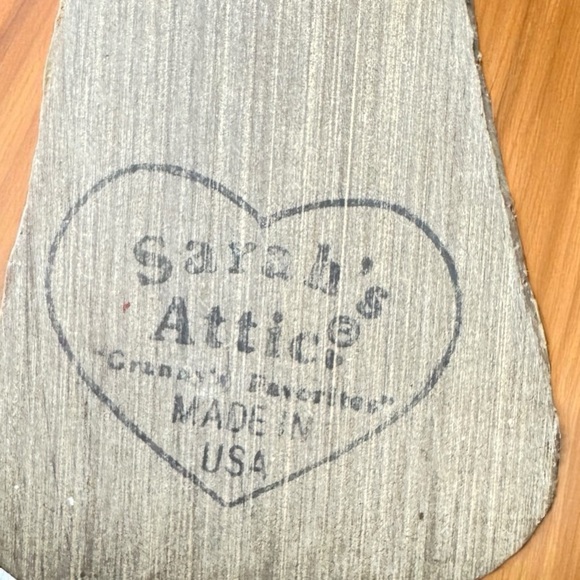 Sarah's
Attic®
"Granny's Favorites"
MADE IN
USA